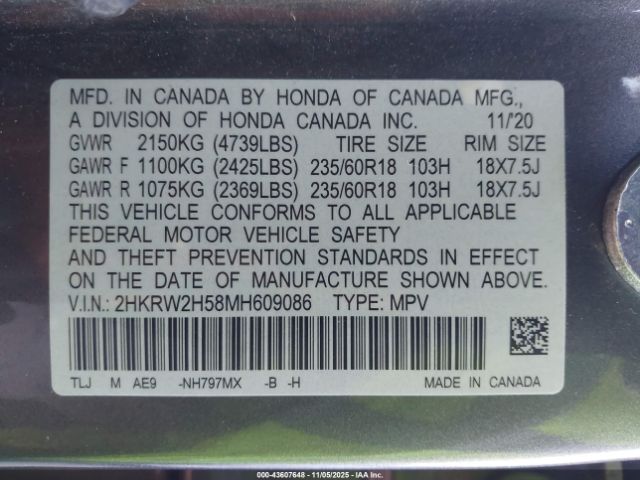 MFD. IN CANADA BY HONDA OF CANADA MFG.,
A DIVISION OF HONDA CANADA INC. 11/'20
GVWR 2150KG (4739LBS) TIRE SIZE RIM SIZE
GAWR F 1100KG (2425LBS) 235/60R18 103H 18X7.5J
GAWR R 1075KG (2369LBS) 235/60R18 103H 18X7.5J
THIS VEHICLE CONFORMS TO ALL APPLICABLE
FEDERAL MOTOR VEHICLE SAFETY
AND THEFT PREVENTION STANDARDS IN EFFECT
ON THE DATE OF MANUFACTURE SHOWN ABOVE.
V.I.N.: 2HKRW2H58MH609086 TYPE: MPV
TLJ M AE9 -NH797MX -B -H MADE IN CANADA
000-43607648 - 11/05/2025 - IAA Inc.